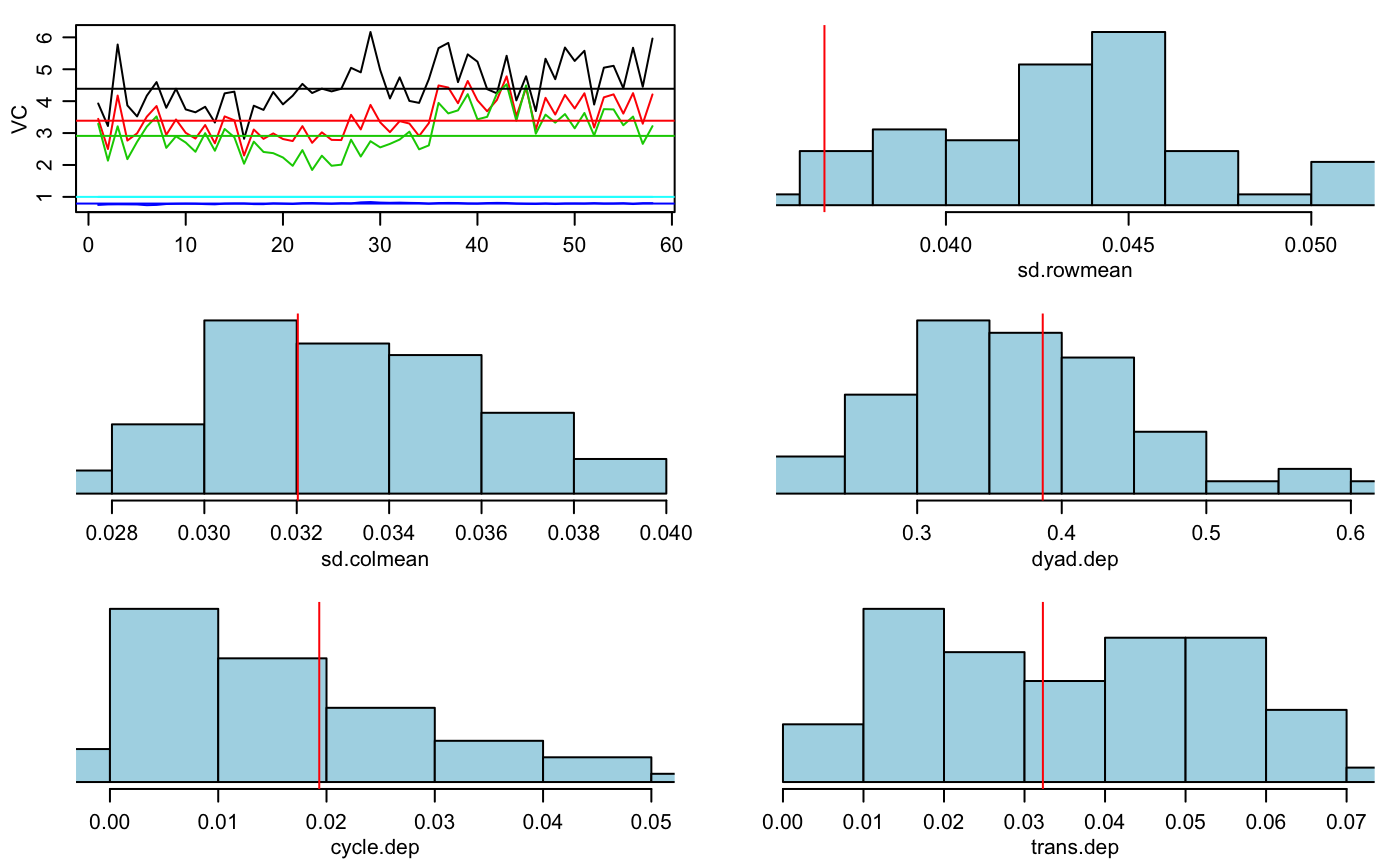 VC
6
5
4
3
2
1
0 10 20 30 40 50 60
0.040 0.045 0.050
sd.rowmean
0.028 0.030 0.032 0.034 0.036 0.038 0.040
sd.colmean
0.3 0.4 0.5 0.6
dyad.dep
0.00 0.01 0.02 0.03 0.04 0.05
cycle.dep
0.00 0.01 0.02 0.03 0.04 0.05 0.06 0.07
trans.dep